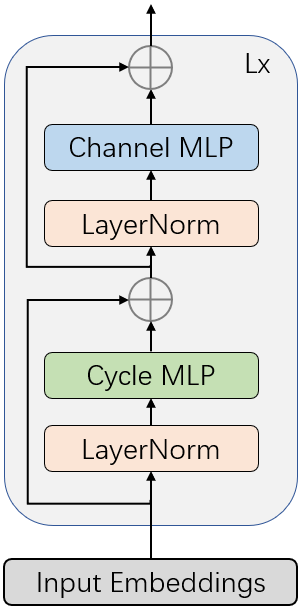 Lx
Channel MLP
LayerNorm
Cycle MLP
LayerNorm
Input Embeddings